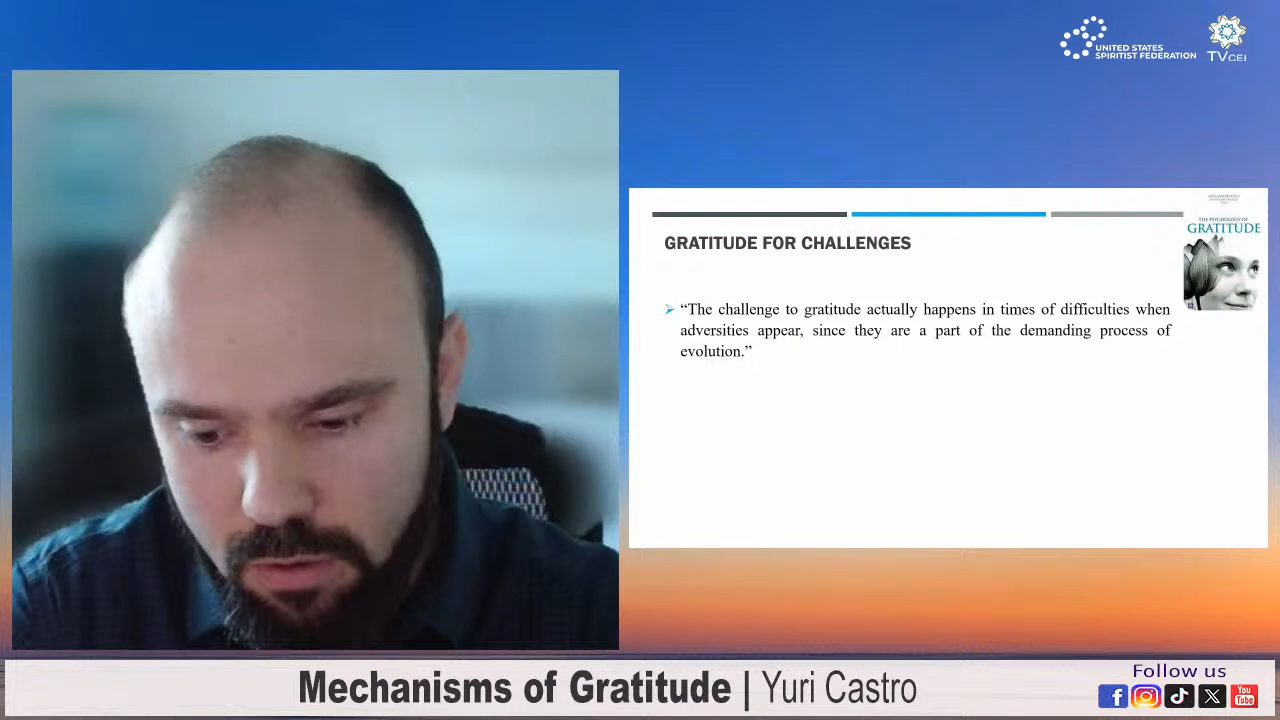 UNITED STATES
SPIRITIST FEDERATION
TVCEI
THE PSYCHOLOGY OF
GRATITUDE
GRATITUDE FOR CHALLENGES
➢ “The challenge to gratitude actually happens in times of difficulties when
adversities appear, since they are a part of the demanding process of
evolution.”
Mechanisms of Gratitude | Yuri Castro
Follow us
You
Tube